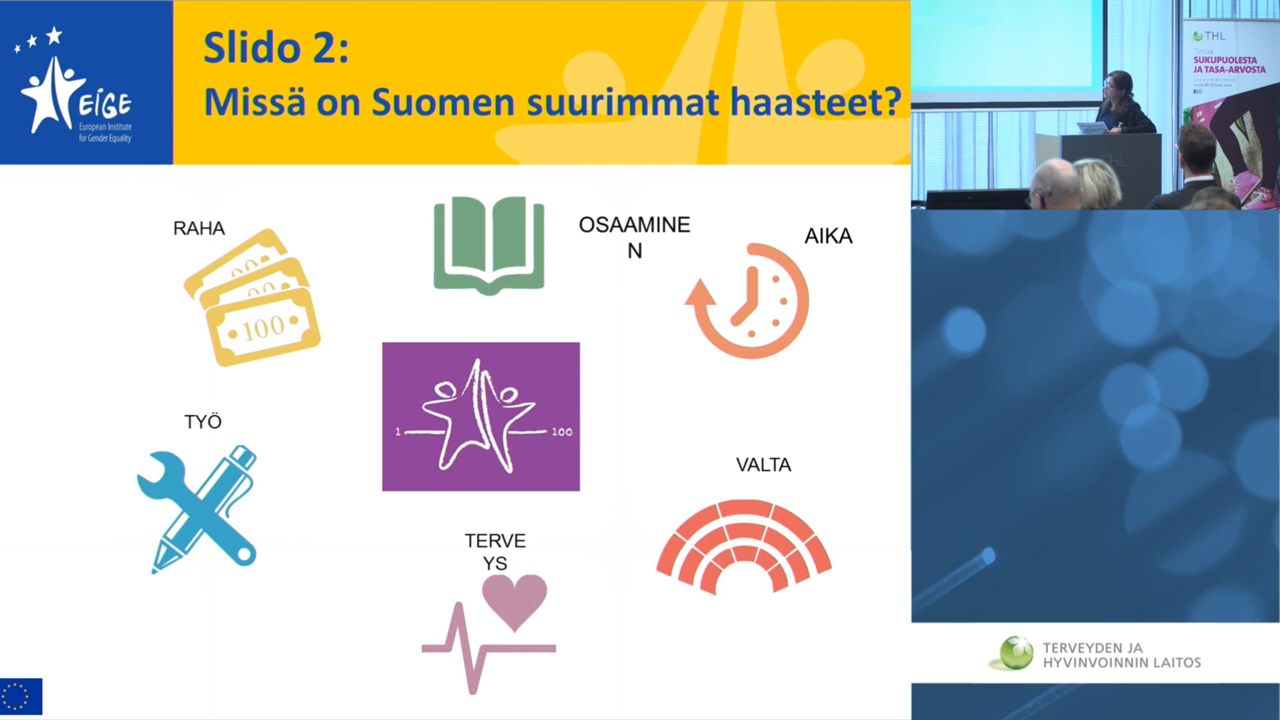 EIGE
European Institute
for Gender Equality
Slido 2:
Missä on Suomen suurimmat haasteet?
RAHA
100
OSAAMINE
N
AIKA
TYÖ
1
100
VALTA
TERVE
YS
THL
SUKUPUOLESTA
JA TASA-ARVOSTA
THL
TERVEYDEN JA
HYVINVOINNIN LAITOS